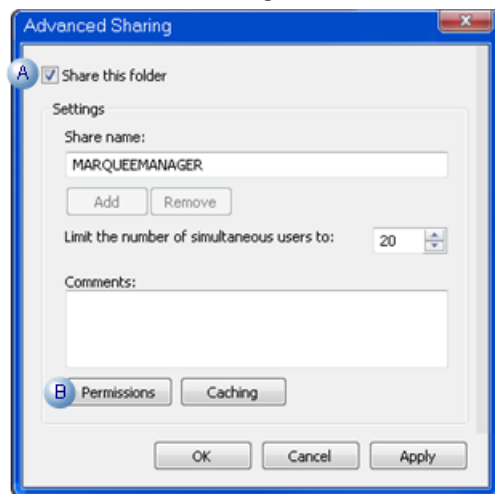 Advanced Sharing
A Share this folder
Settings
Share name:
MARQUEEMANAGER
Add Remove
Limit the number of simultaneous users to: 20
Comments:
B Permissions Caching
OK Cancel Apply